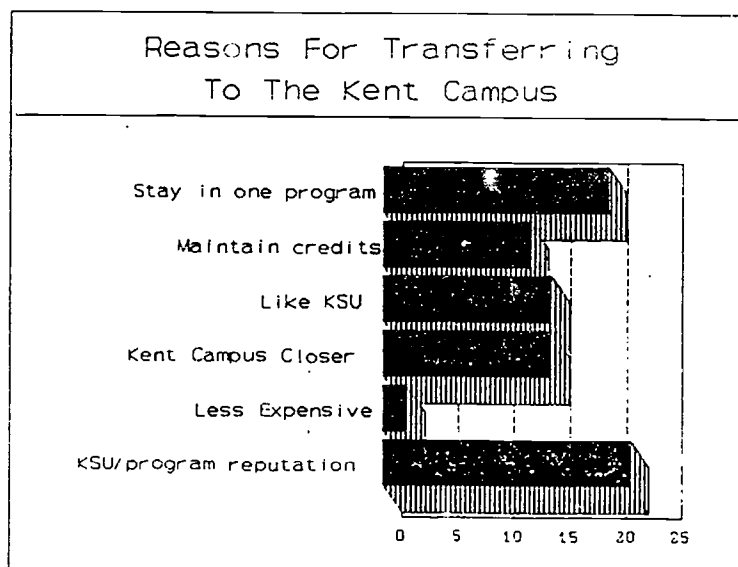 Reasons For Transferring
To The Kent Campus
Stay in one program
Maintain credits
Like KSU
Kent Campus Closer
Less Expensive
KSU/program reputation
0 5 10 15 20 25